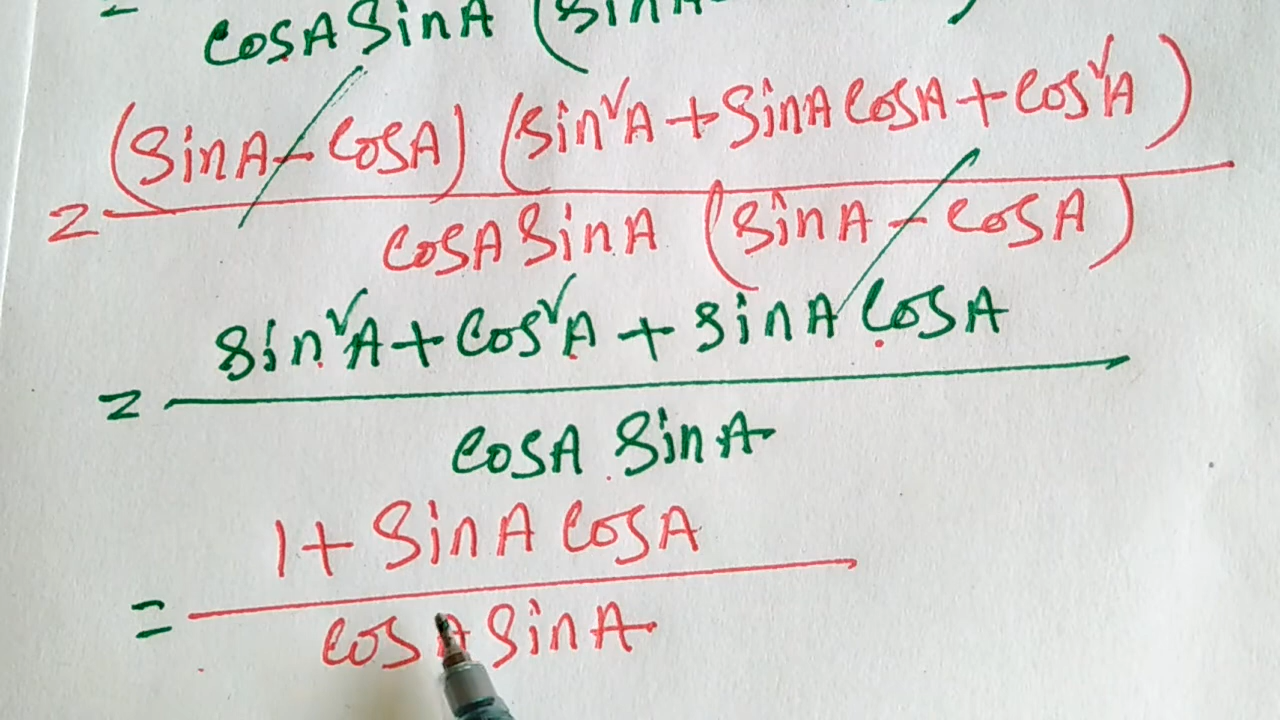 cosA sinA (sinA
= (sinA - cosA) (sin²A + sinA cosA + cos²A) / cosA sinA (sinA - cosA)
= sin²A + cos²A + sinA cosA / cosA sinA
= 1 + sinA cosA / cosA sinA